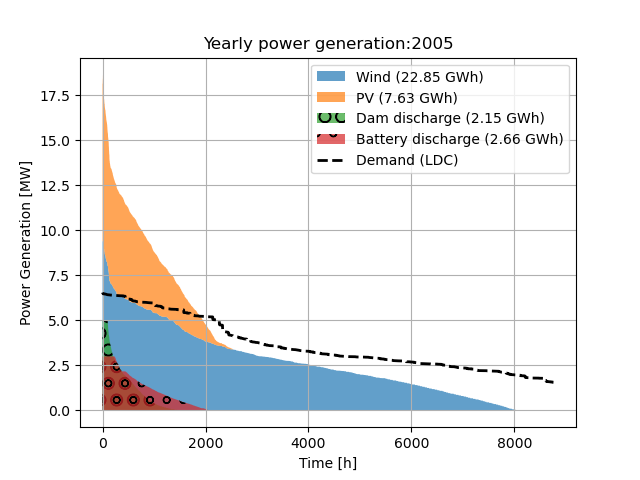 Yearly power generation:2005
Wind (22.85 GWh)
PV (7.63 GWh)
Dam discharge (2.15 GWh)
Battery discharge (2.66 GWh)
Demand (LDC)
Power Generation [MW]
17.5
15.0
12.5
10.0
7.5
5.0
2.5
0.0
0 2000 4000 6000 8000
Time [h]